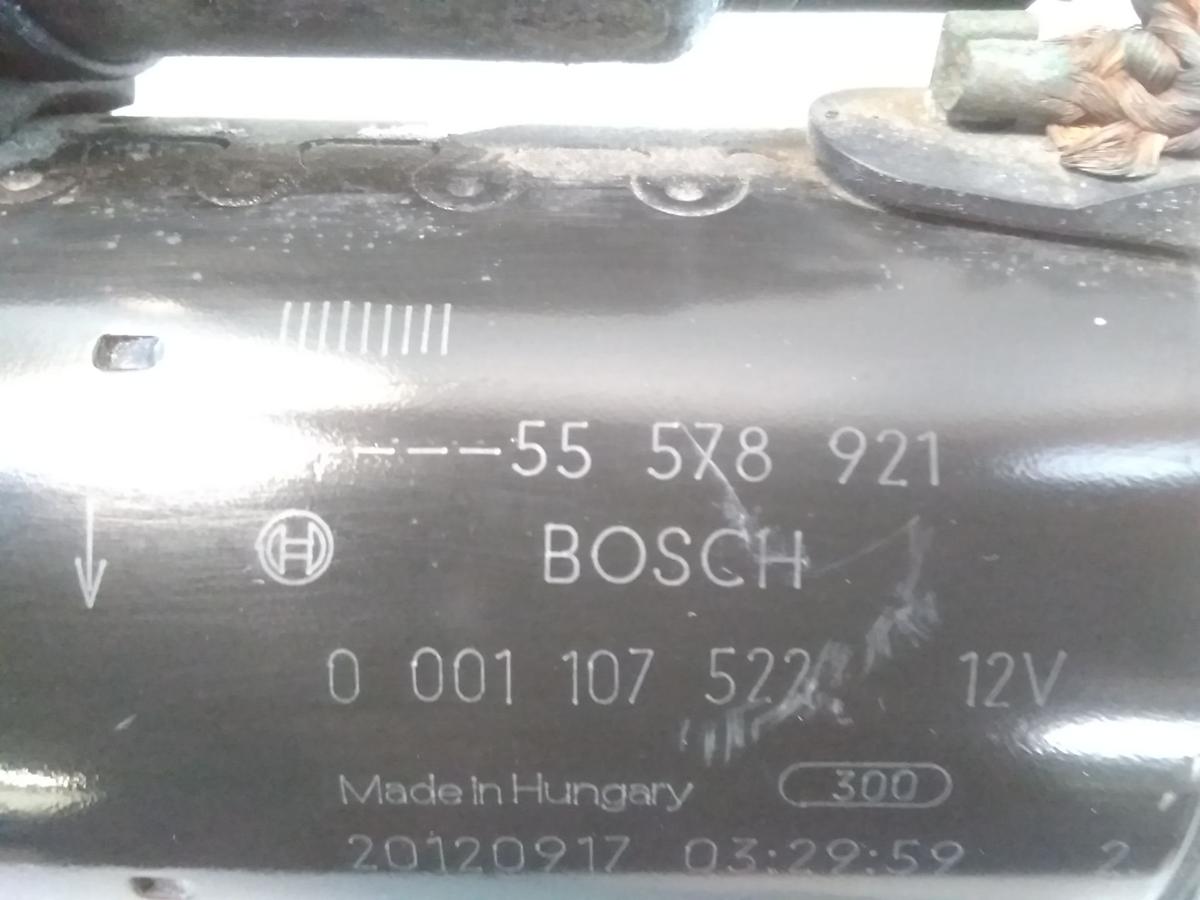 ----55 578 921
BOSCH
0 001 107 522 12V
Made in Hungary 300
20120917 03:29:59 2